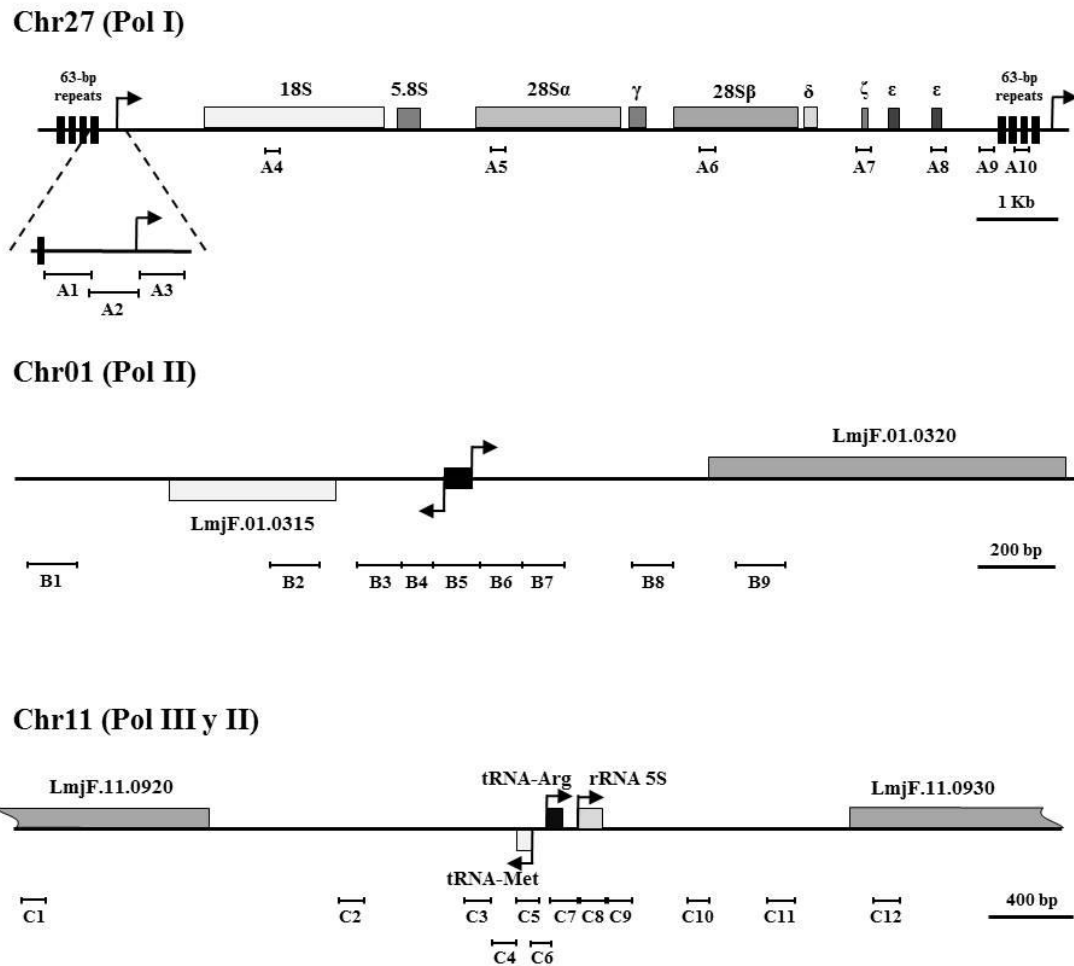 Chr27 (Pol I)
63-bp repeats
18S
5.8S
28Sα
γ
28Sβ
δ
ζ
ε
ε
63-bp repeats
A4
A5
A6
A7
A8
A9
A10
1 Kb
A1
A2
A3
Chr01 (Pol II)
LmjF.01.0320
LmjF.01.0315
200 bp
B1
B2
B3
B4
B5
B6
B7
B8
B9
Chr11 (Pol III y II)
LmjF.11.0920
tRNA-Arg
rRNA 5S
LmjF.11.0930
tRNA-Met
C1
C2
C3
C5
C7
C8
C9
C10
C11
C12
400 bp
C4
C6